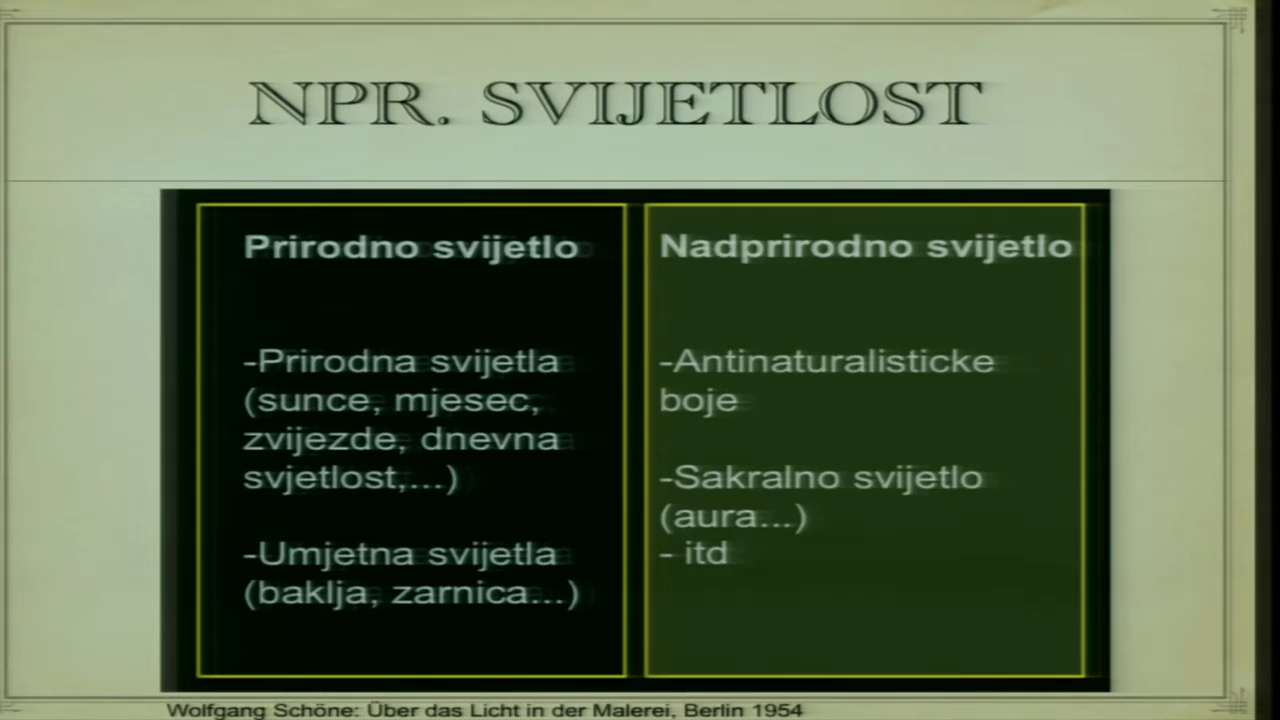 NPR. SVIJETLOST
Prirodno svijetlo
-Prirodna svijetla
(sunce, mjesec,
zvijezde, dnevna
svjetlost,...)
-Umjetna svijetla
(baklja, zarnica...)
Nadprirodno svijetlo
-Antinaturalisticke
boje
-Sakralno svijetlo
(aura...)
- itd
Wolfgang Schöne: Über das Licht in der Malerei, Berlin 1954